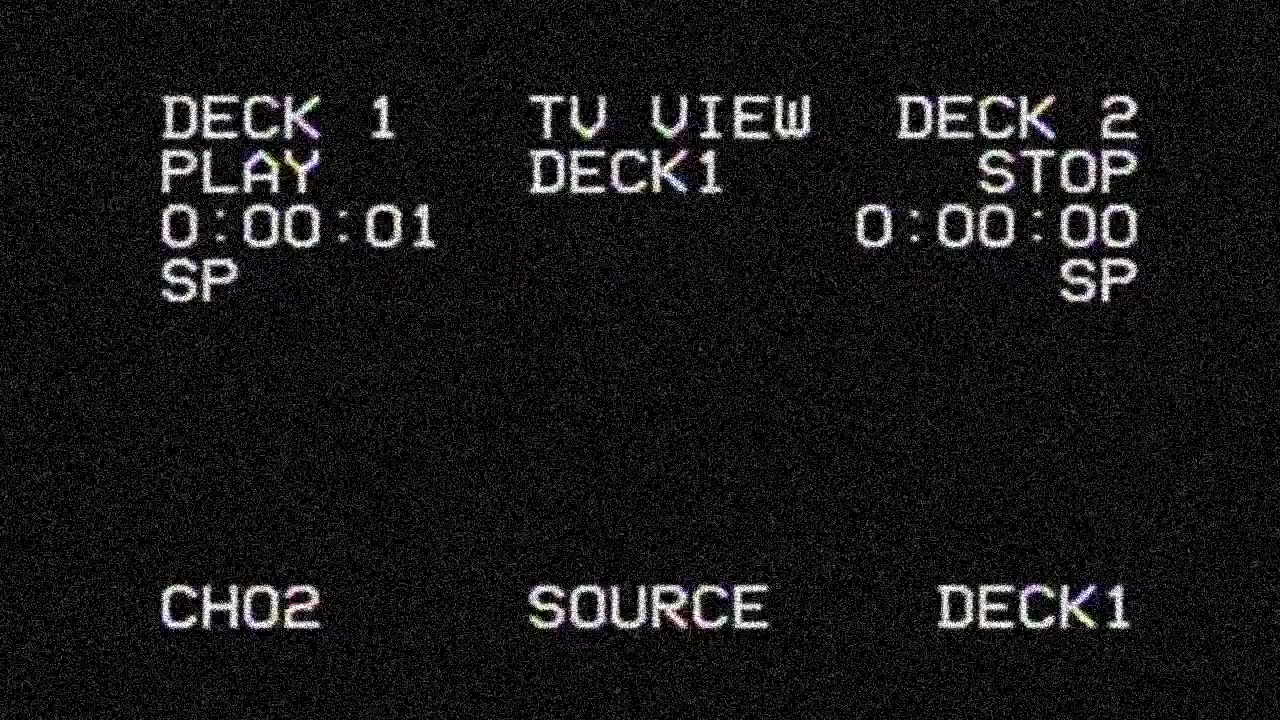 DECK 1 TV VIEW DECK 2
PLAY DECK1 STOP
0:00:01 0:00:00
SP SP
CH02 SOURCE DECK1